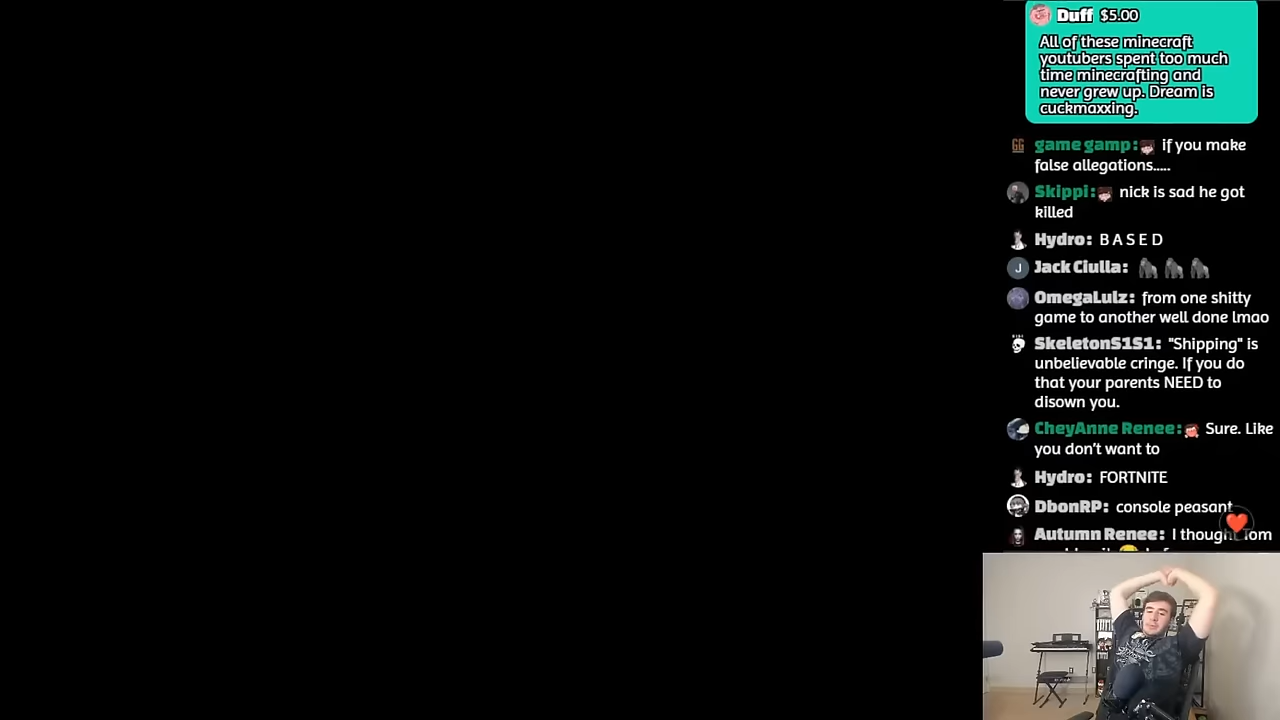 Duff $5.00
All of these minecraft
youtubers spent too much
time minecrafting and
never grew up. Dream is
cuckmaxxing.
GG game gamp: if you make
false allegations.....
Skippi: nick is sad he got
killed
Hydro: B A S E D
J Jack Ciulla:
OmegaLulz: from one shitty
game to another well done lmao
SkeletonS1S1: "Shipping" is
unbelievable cringe. If you do
that your parents NEED to
disown you.
CheyAnne Renee: Sure. Like
you don't want to
Hydro: FORTNITE
DbonRP: console peasant
Autumn Renee: I thought Tom